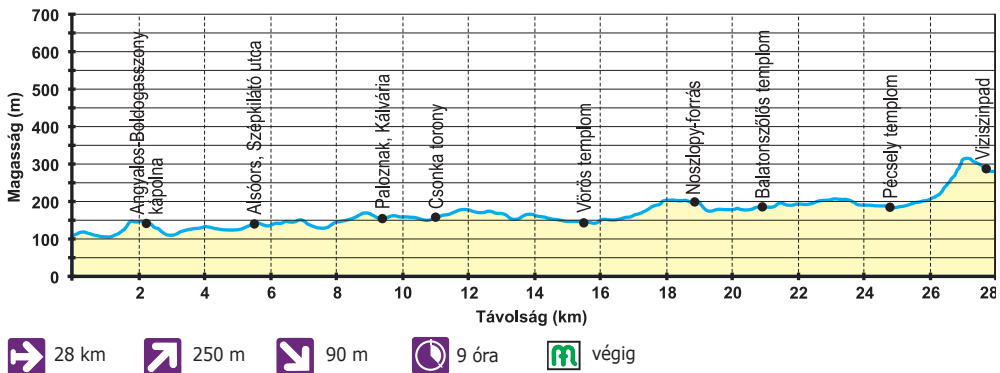 700
600
500
400
300
200
100
0
Magasság (m)
Angyalos-Boldogasszony
kápolna
Alsóörs, Szépkilátó utca
Paloznak, Kálvária
Csonka torony
Vörös templom
Noszlopy-forrás
Balatonszőlős templom
Pécsely templom
Víziszínpad
2 4 6 8 10 12 14 16 18 20 22 24 26 28
Távolság (km)
28 km 250 m 90 m 9 óra m végig